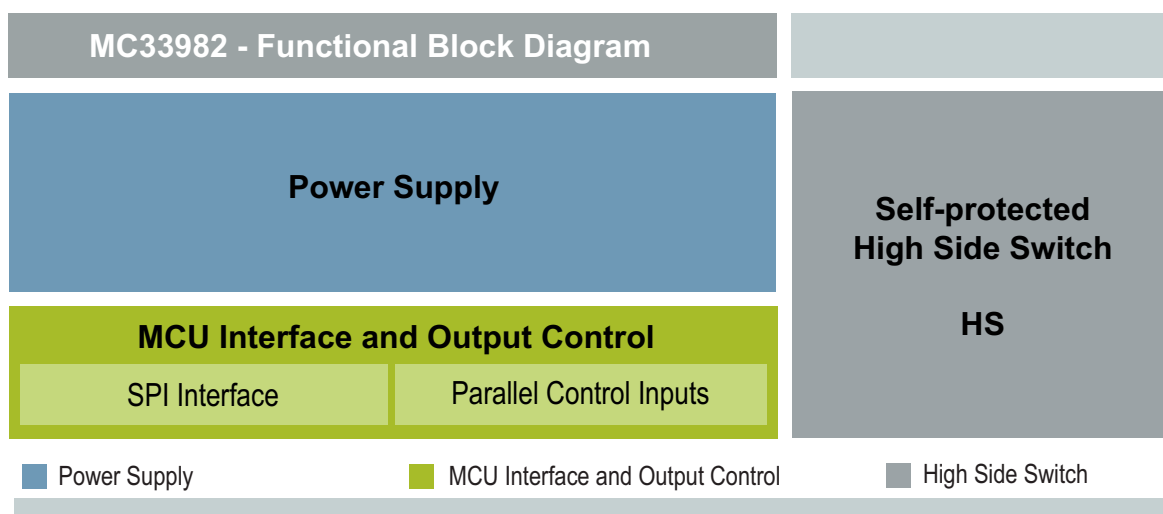 MC33982 - Functional Block Diagram
Power Supply
Self-protected
High Side Switch
HS
MCU Interface and Output Control
SPI Interface
Parallel Control Inputs
Power Supply
MCU Interface and Output Control
High Side Switch